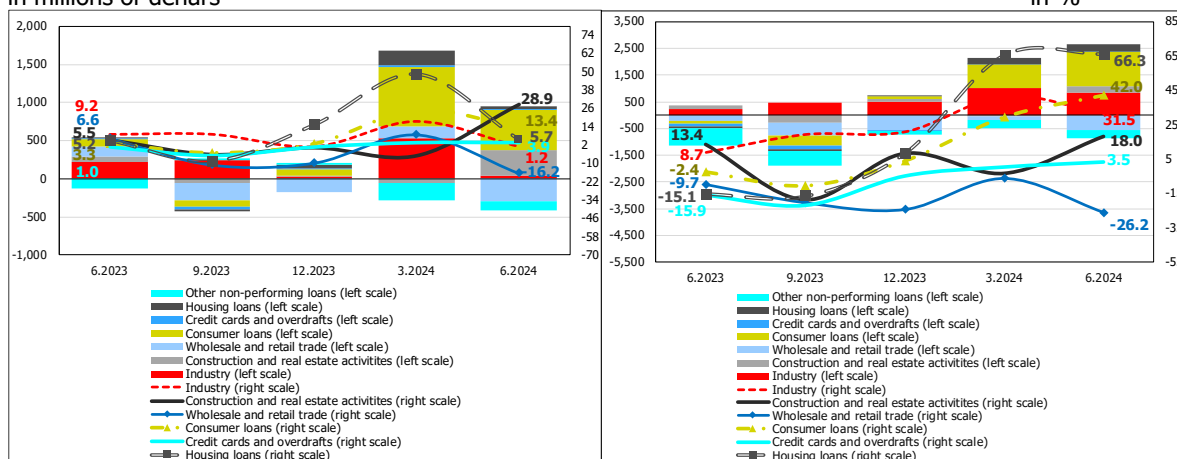 in millions of denars
in %
2,000
1,500
1,000
500
0
-500
-1,000
74
62
50
38
26
14
2
-10
-22
-34
-46
-58
-70
9.2
6.6
5.5
5.2
3.3
1.0
28.9
13.4
5.7
1.2
-16.2
6.2023
9.2023
12.2023
3.2024
6.2024
Other non-performing loans (left scale)
Housing loans (left scale)
Credit cards and overdrafts (left scale)
Consumer loans (left scale)
Wholesale and retail trade (left scale)
Construction and real estate activitites (left scale)
Industry (left scale)
Industry (right scale)
Construction and real estate activitites (right scale)
Wholesale and retail trade (right scale)
Consumer loans (right scale)
Credit cards and overdrafts (right scale)
Housing loans (right scale)
3,500
2,500
1,500
500
-500
-1,500
-2,500
-3,500
-4,500
-5,500
85
65
45
25
5
13.4
8.7
-2.4
-9.7
-15.1
-15.9
66.3
42.0
31.5
18.0
3.5
-26.2
6.2023
9.2023
12.2023
3.2024
6.2024
Other non-performing loans (left scale)
Housing loans (left scale)
Credit cards and overdrafts (left scale)
Consumer loans (left scale)
Wholesale and retail trade (left scale)
Construction and real estate activitites (left scale)
Industry (left scale)
Industry (right scale)
Construction and real estate activitites (right scale)
Wholesale and retail trade (right scale)
Consumer loans (right scale)
Credit cards and overdrafts (right scale)
Housing loans (right scale)